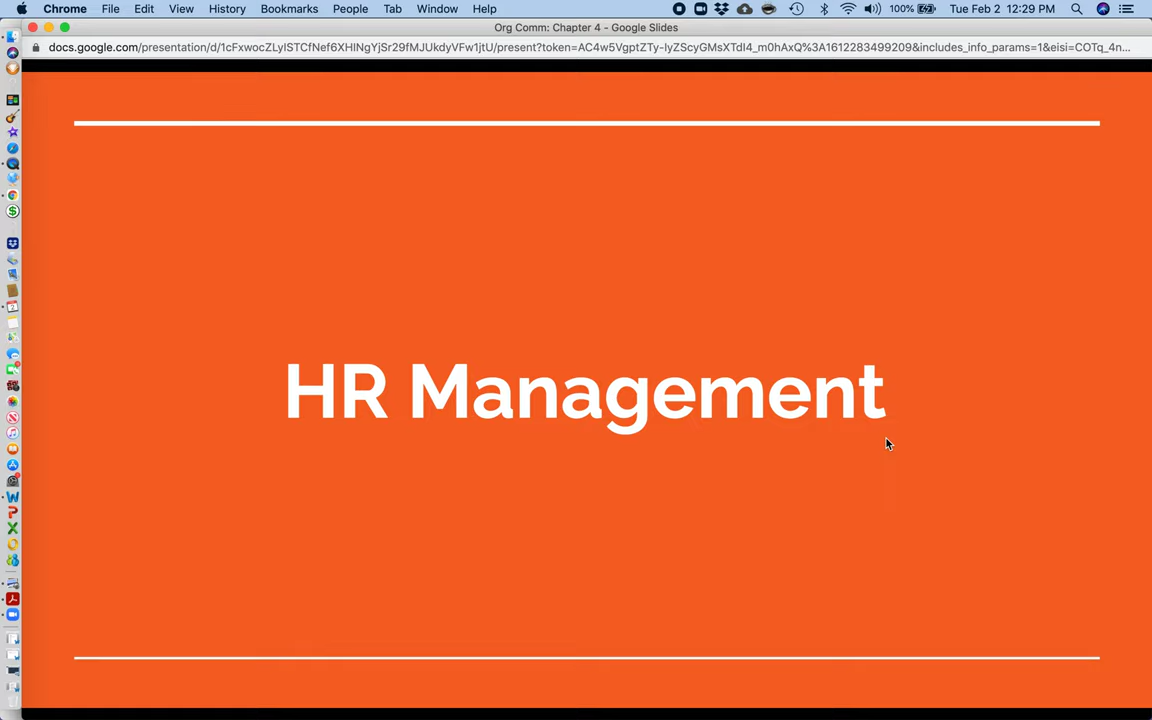 Chrome File Edit View History Bookmarks People Tab Window Help 100% Tue Feb 2 12:29 PM
Org Comm: Chapter 4 - Google Slides
HR Management